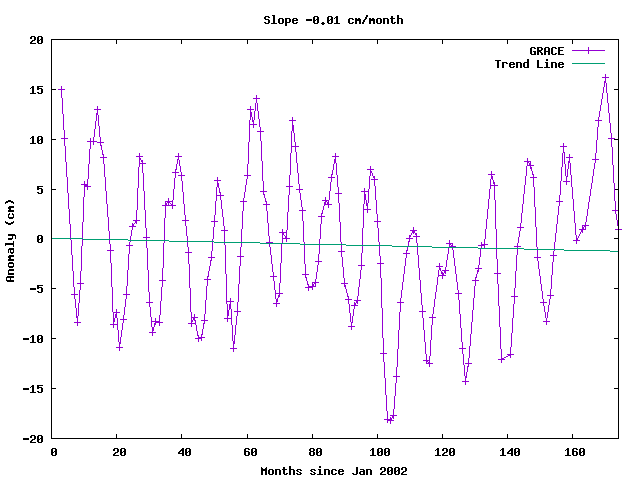 Slope -0.01 cm/month
GRACE
Trend Line
20
15
10
5
0
-5
-10
-15
-20
Anomaly (cm)
0 20 40 60 80 100 120 140 160
Months since Jan 2002